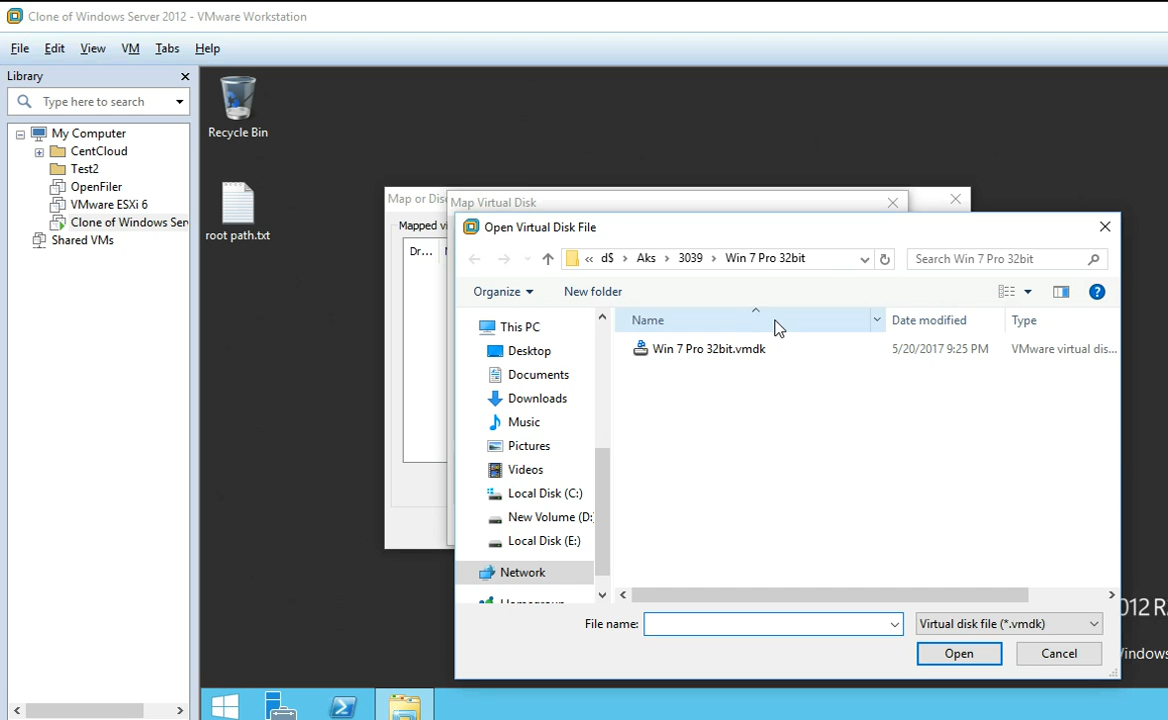 Clone of Windows Server 2012 - VMware Workstation
File Edit View VM Tabs Help
Library
Type here to search
My Computer
CentCloud
Test2
OpenFiler
VMware ESXi 6
Clone of Windows Ser
Shared VMs
Recycle Bin
root path.txt
Map or Dis
Mapped v
Dr...
Map Virtual Disk
Open Virtual Disk File
« d$ › Aks › 3039 › Win 7 Pro 32bit
Search Win 7 Pro 32bit
Organize New folder
Name Date modified Type
Win 7 Pro 32bit.vmdk 5/20/2017 9:25 PM VMware virtual dis...
This PC
Desktop
Documents
Downloads
Music
Pictures
Videos
Local Disk (C:)
New Volume (D:
Local Disk (E:)
Network
File name: Virtual disk file (*.vmdk)
Open Cancel
012 R
indows